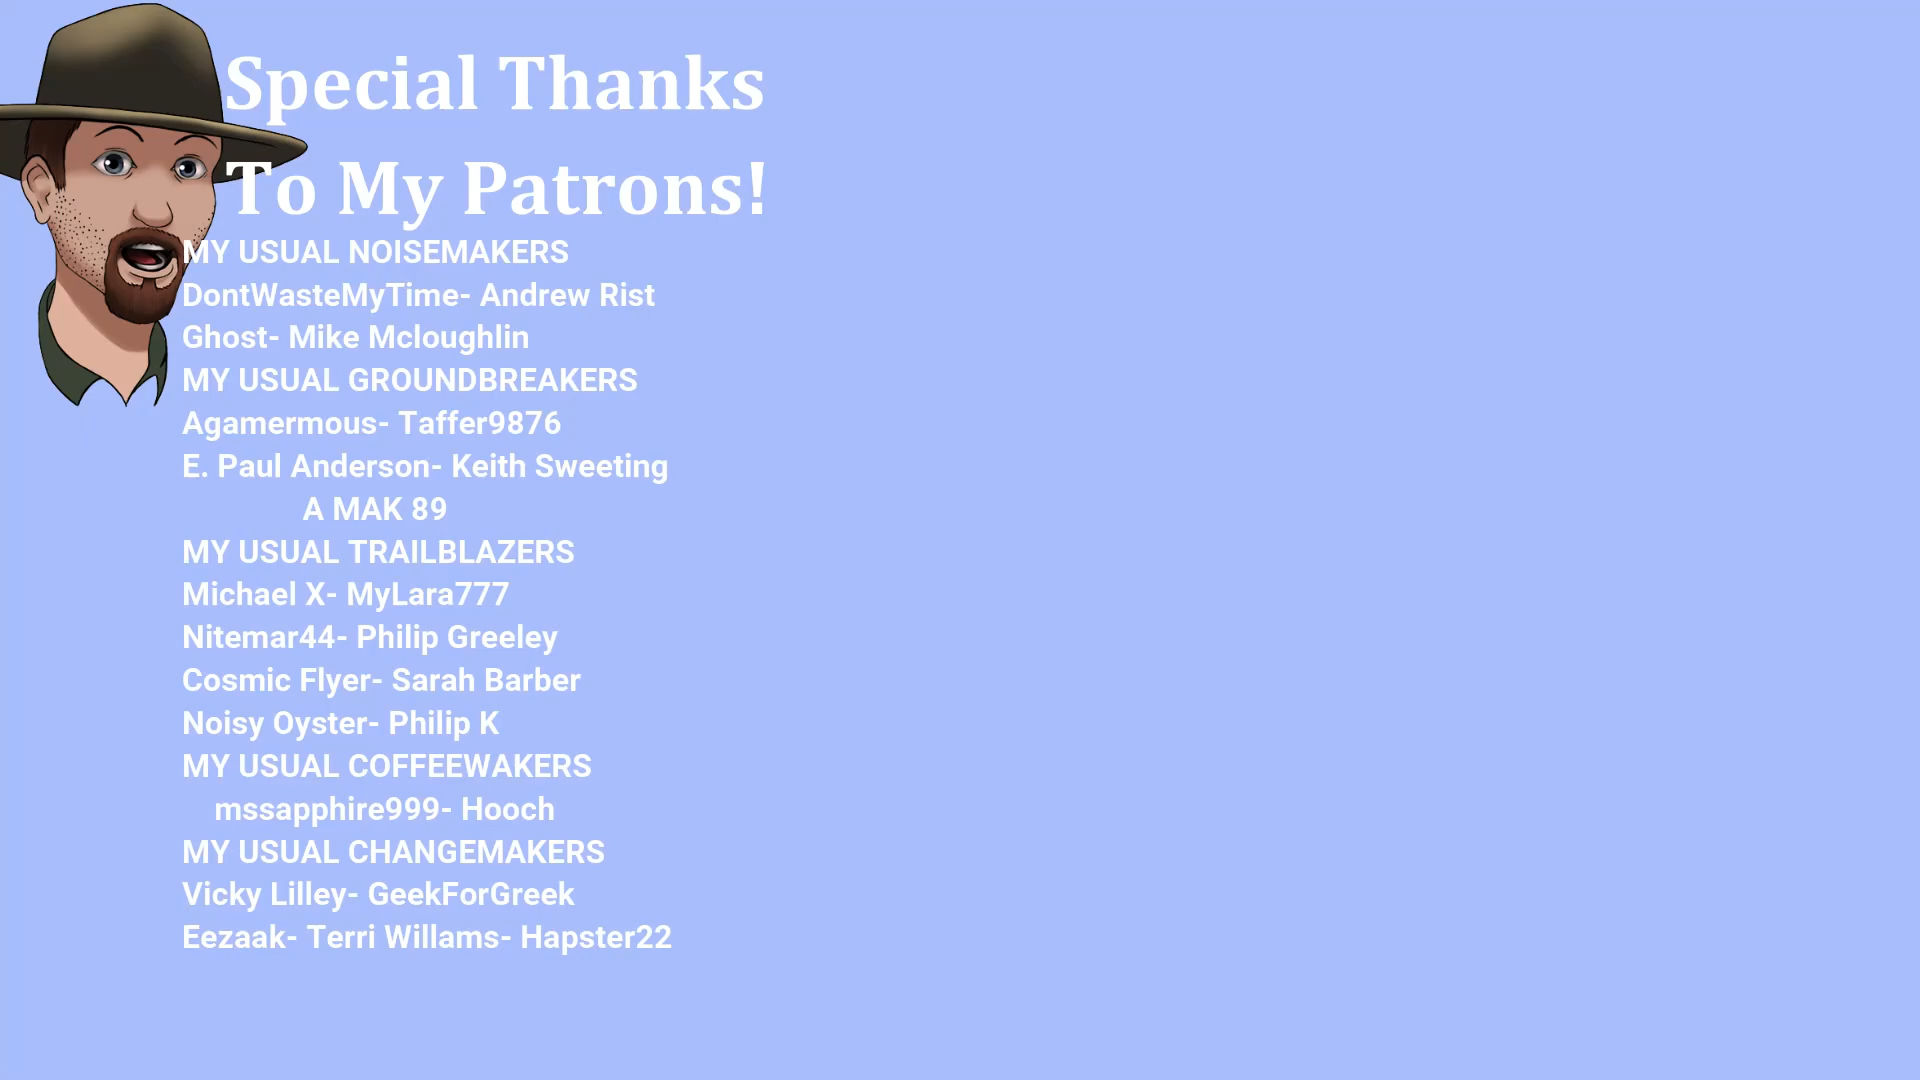 Special Thanks
To My Patrons!
MY USUAL NOISEMAKERS
DontWasteMyTime- Andrew Rist
Ghost- Mike Mcloughlin
MY USUAL GROUNDBREAKERS
Agamermous- Taffer9876
E. Paul Anderson- Keith Sweeting
A MAK 89
MY USUAL TRAILBLAZERS
Michael X- MyLara777
Nitemar44- Philip Greeley
Cosmic Flyer- Sarah Barber
Noisy Oyster- Philip K
MY USUAL COFFEEWAKERS
mssapphire999- Hooch
MY USUAL CHANGEMAKERS
Vicky Lilley- GeekForGreek
Eezaak- Terri Willams- Hapster22